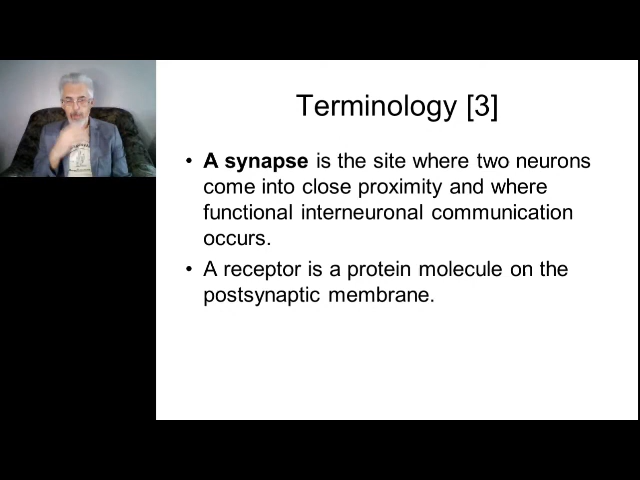 Terminology [3]
• A synapse is the site where two neurons
come into close proximity and where
functional interneuronal communication
occurs.
• A receptor is a protein molecule on the
postsynaptic membrane.